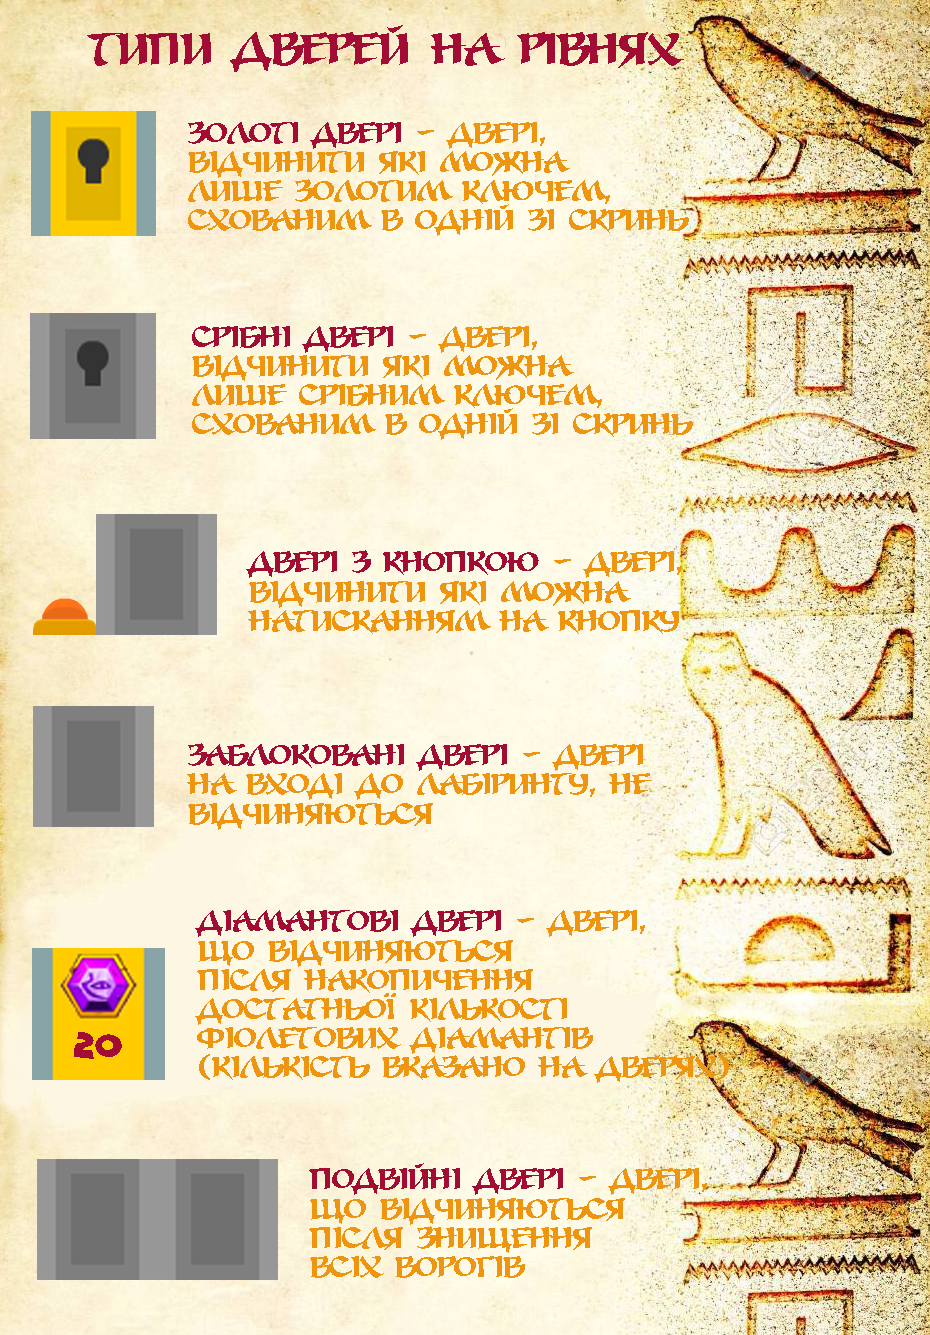 ТИПИ ДВЕРЕЙ НА РІВНЯХ
ЗОЛОТІ ДВЕРІ - ДВЕРІ,
ВІДЧИНИТИ ЯКІ МОЖНА
ЛИШЕ ЗОЛОТИМ КЛЮЧЕМ,
СХОВАНИМ В ОДНІЙ ЗІ СКРИНЬ
СРІБНІ ДВЕРІ - ДВЕРІ,
ВІДЧИНИТИ ЯКІ МОЖНА
ЛИШЕ СРІБНИМ КЛЮЧЕМ,
СХОВАНИМ В ОДНІЙ ЗІ СКРИНЬ
ДВЕРІ З КНОПКОЮ - ДВЕРІ,
ВІДЧИНИТИ ЯКІ МОЖНА
НАТИСКАННЯМ НА КНОПКУ
ЗАБЛОКОВАНІ ДВЕРІ - ДВЕРІ
НА ВХОДІ ДО ЛАБІРИНТУ, НЕ
ВІДЧИНЯЮТЬСЯ
ДІАМАНТОВІ ДВЕРІ - ДВЕРІ,
ЩО ВІДЧИНЯЮТЬСЯ
ПІСЛЯ НАКОПИЧЕННЯ
ДОСТАТНЬОЇ КІЛЬКОСТІ
ФІОЛЕТОВИХ ДІАМАНТІВ
(КІЛЬКІСТЬ ВКАЗАНО НА ДВЕРЯХ)
20
ПОДВІЙНІ ДВЕРІ - ДВЕРІ,
ЩО ВІДЧИНЯЮТЬСЯ
ПІСЛЯ ЗНИЩЕННЯ
ВСІХ ВОРОГІВ